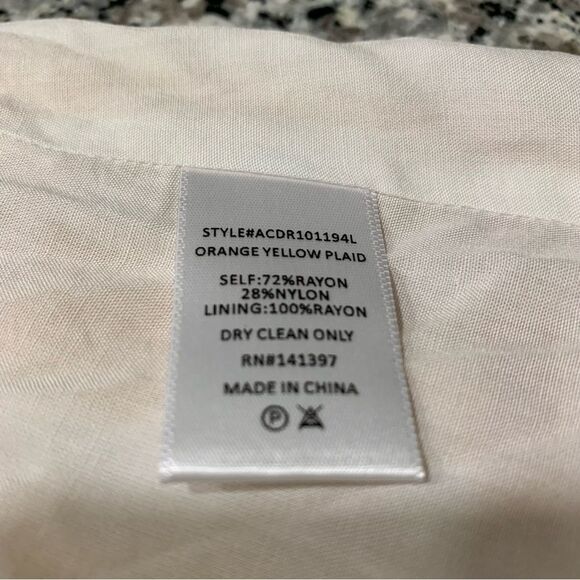 STYLE#ACDR101194L
ORANGE YELLOW PLAID
SELF:72%RAYON
28%NYLON
LINING:100%RAYON
DRY CLEAN ONLY
RN#141397
MADE IN CHINA
P